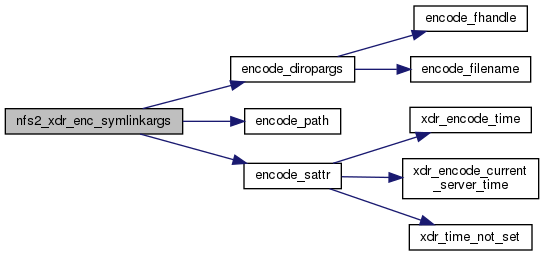 encode_fhandle
encode_diropargs
encode_filename
nfs2_xdr_enc_symlinkargs
encode_path
xdr_encode_time
encode_sattr
xdr_encode_current
_server_time
xdr_time_not_set